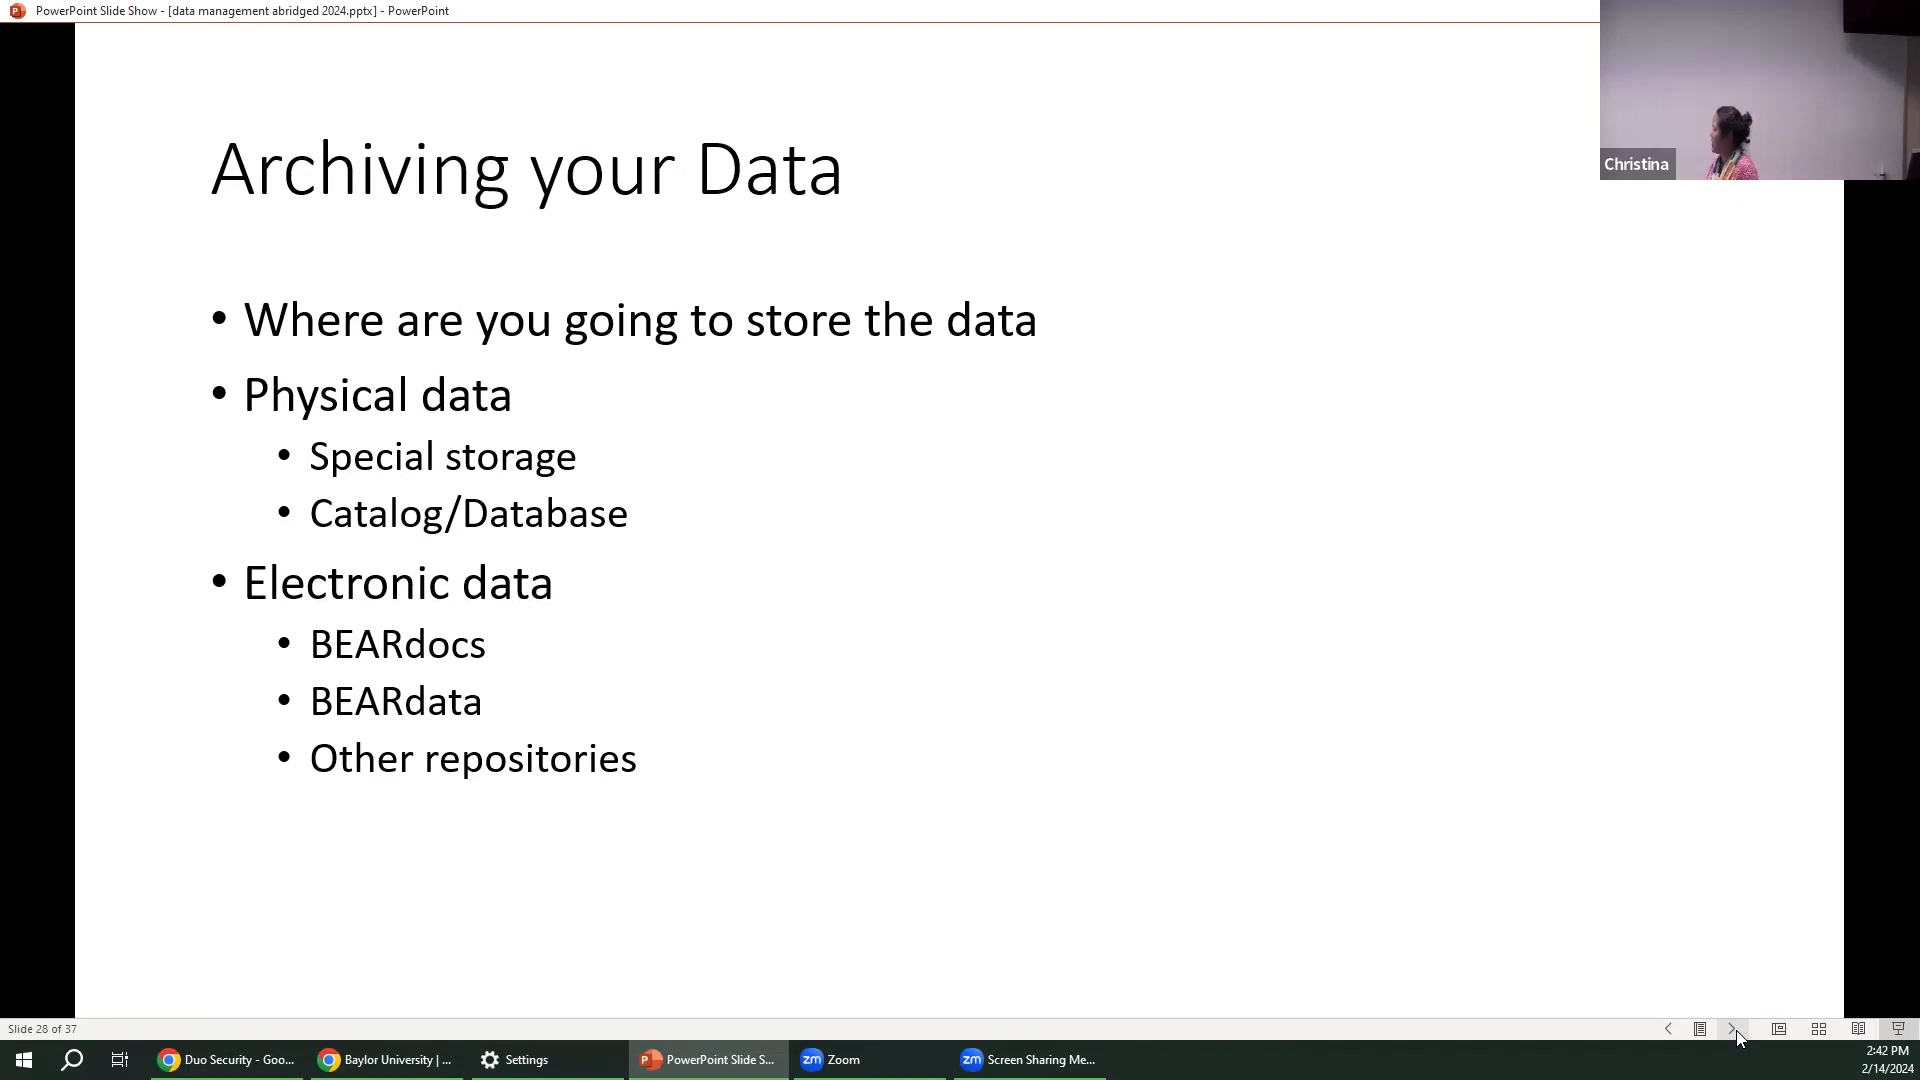 PowerPoint Slide Show - [data management abridged 2024.pptx] - PowerPoint
Christina
Archiving your Data
• Where are you going to store the data
• Physical data
• Special storage
• Catalog/Database
• Electronic data
• BEARdocs
• BEARdata
• Other repositories
Slide 28 of 37
Duo Security - Goo...
Baylor University | ...
Settings
PowerPoint Slide S...
zm Zoom
zm Screen Sharing Me...
2:42 PM
2/14/2024